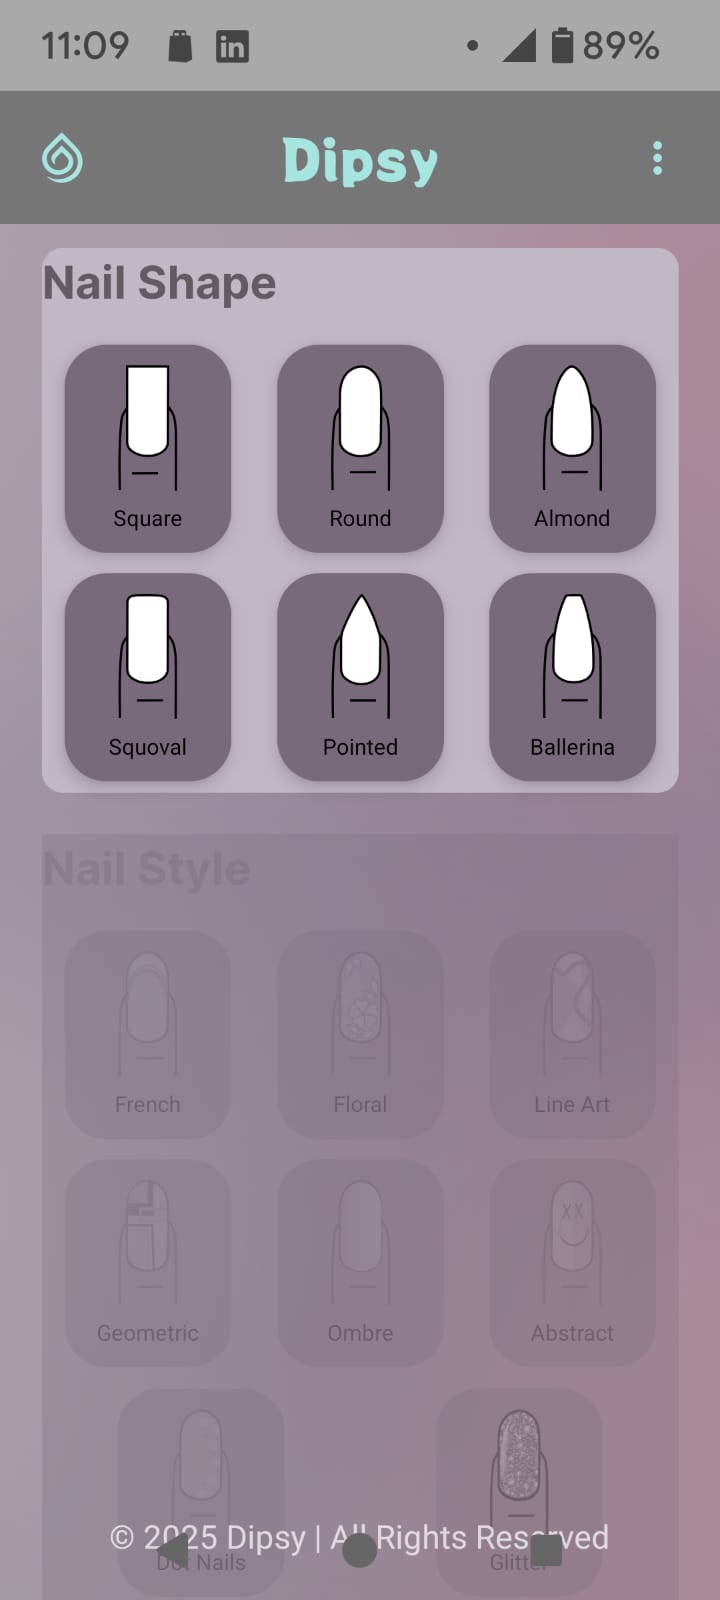 11:09 89%
Dipsy
Nail Shape
Square Round Almond
Squoval Pointed Ballerina
Nail Style
French Floral Line Art
Geometric Ombre Abstract
© 2025 Dipsy | All Rights Reserved
Dot Nails Glitter